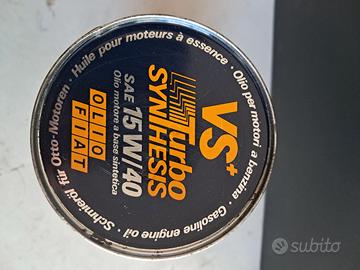 VS+
Turbo
SYNTHESIS
SAE 15W/40
Olio motore a base sintetica
OLIO
FIAT
Schmieröl für Otto-Motoren · Huile pour moteurs à essence · Olio per motori a benzina · Gasoline engine oil ·
subito